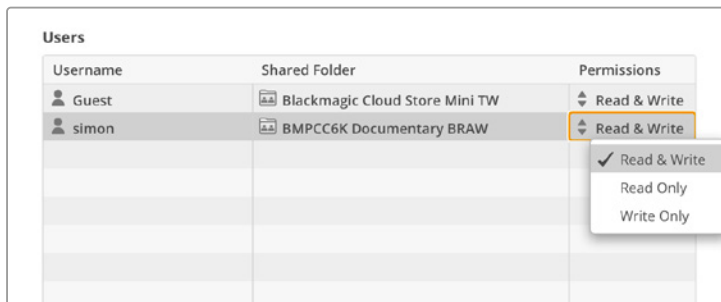 Users
Username Shared Folder Permissions
Guest Blackmagic Cloud Store Mini TW Read & Write
simon BMPCC6K Documentary BRAW Read & Write
✓ Read & Write
Read Only
Write Only